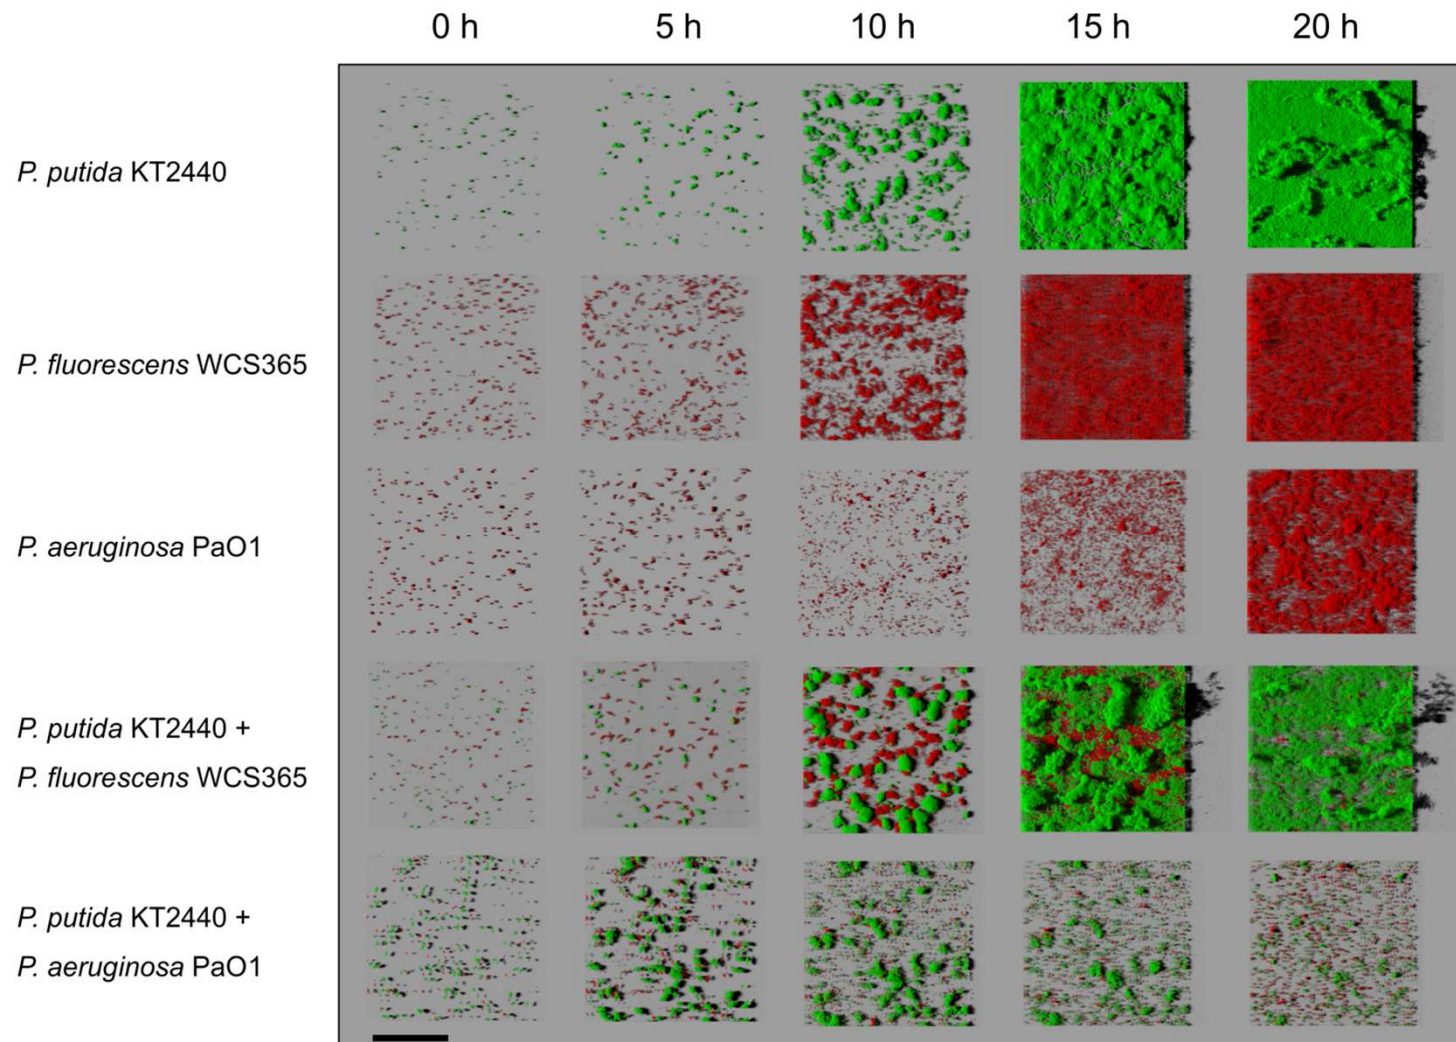 0 h 5 h 10 h 15 h 20 h
P. putida KT2440
P. fluorescens WCS365
P. aeruginosa PaO1
P. putida KT2440 +
P. fluorescens WCS365
P. putida KT2440 +
P. aeruginosa PaO1